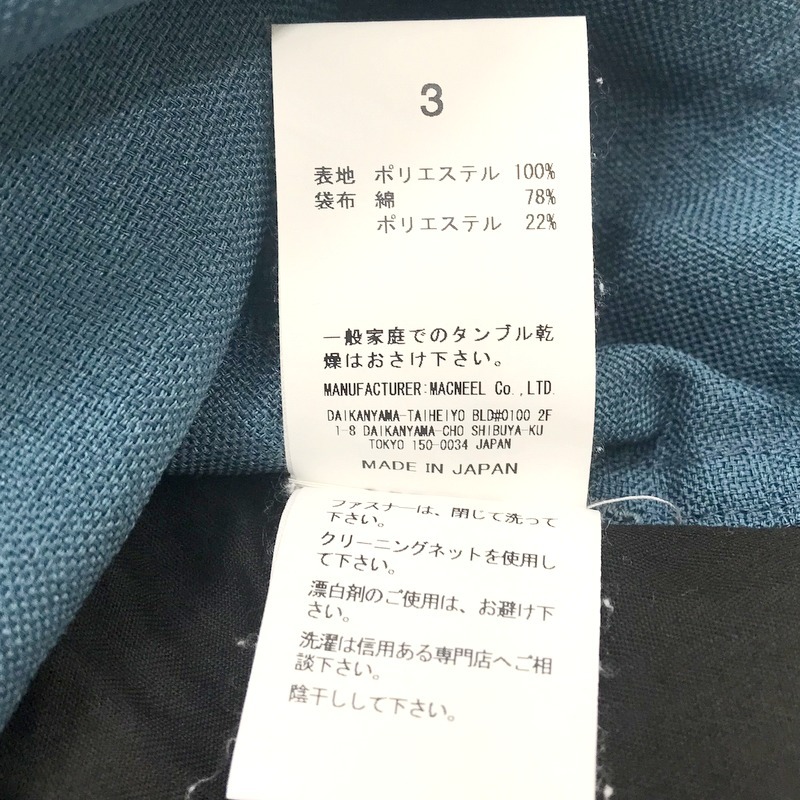 3
表地 ポリエステル 100%
袋布 綿 78%
ポリエステル 22%
一般家庭でのタンブル乾
燥はおさけ下さい。
MANUFACTURER:MACNEEL Co.,LTD.
DAIKANYAMA-TAIHEIYO BLD#0100 2F
1-8 DAIKANYAMA-CHO SHIBUYA-KU
TOKYO 150-0034 JAPAN
MADE IN JAPAN
ファスナーは、閉じて洗って
下さい。
クリーニングネットを使用し
て下さい。
漂白剤のご使用は、お避け下
さい。
洗濯は信用ある専門店へご相
談下さい。
陰干しして下さい。